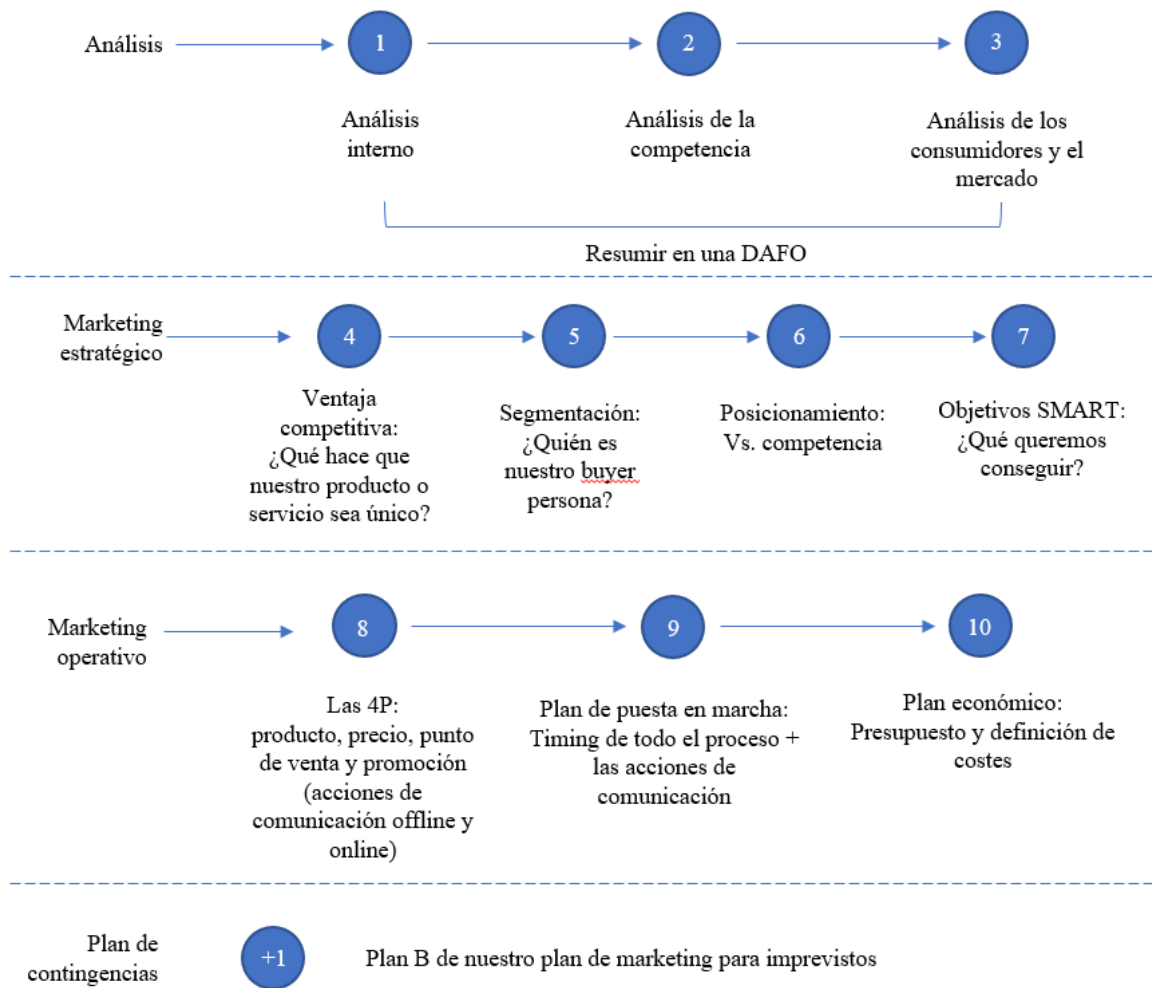 Análisis
1
2
3
Análisis
interno
Análisis de la
competencia
Análisis de los
consumidores y el
mercado
Resumir en una DAFO
Marketing
estratégico
4
5
6
7
Ventaja
competitiva:
¿Qué hace que
nuestro producto o
servicio sea único?
Segmentación:
¿Quién es
nuestro buyer
persona?
Posicionamiento:
Vs. competencia
Objetivos SMART:
¿Qué queremos
conseguir?
Marketing
operativo
8
9
10
Las 4P:
producto, precio, punto
de venta y promoción
(acciones de
comunicación offline y
online)
Plan de puesta en marcha:
Timing de todo el proceso +
las acciones de
comunicación
Plan económico:
Presupuesto y definición de
costes
Plan de
contingencias
+1
Plan B de nuestro plan de marketing para imprevistos